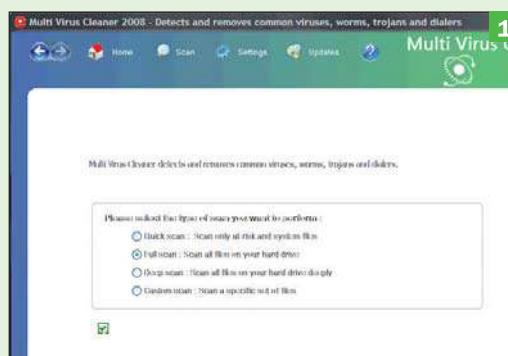 Multi Virus Cleaner 2008 - Detects and removes common viruses, worms, trojans and dialers
1
Home Scan Settings Updates ?
Multi Virus C
Multi Virus Cleaner detects and removes common viruses, worms, trojans and dialers.
Please select the type of scan you want to perform :
Quick scan : Scan only at risk and system files
Full scan : Scan all files on your hard drive
Deep scan : Scan all files on your hard drive deeply
Custom scan : Scan a specific set of files